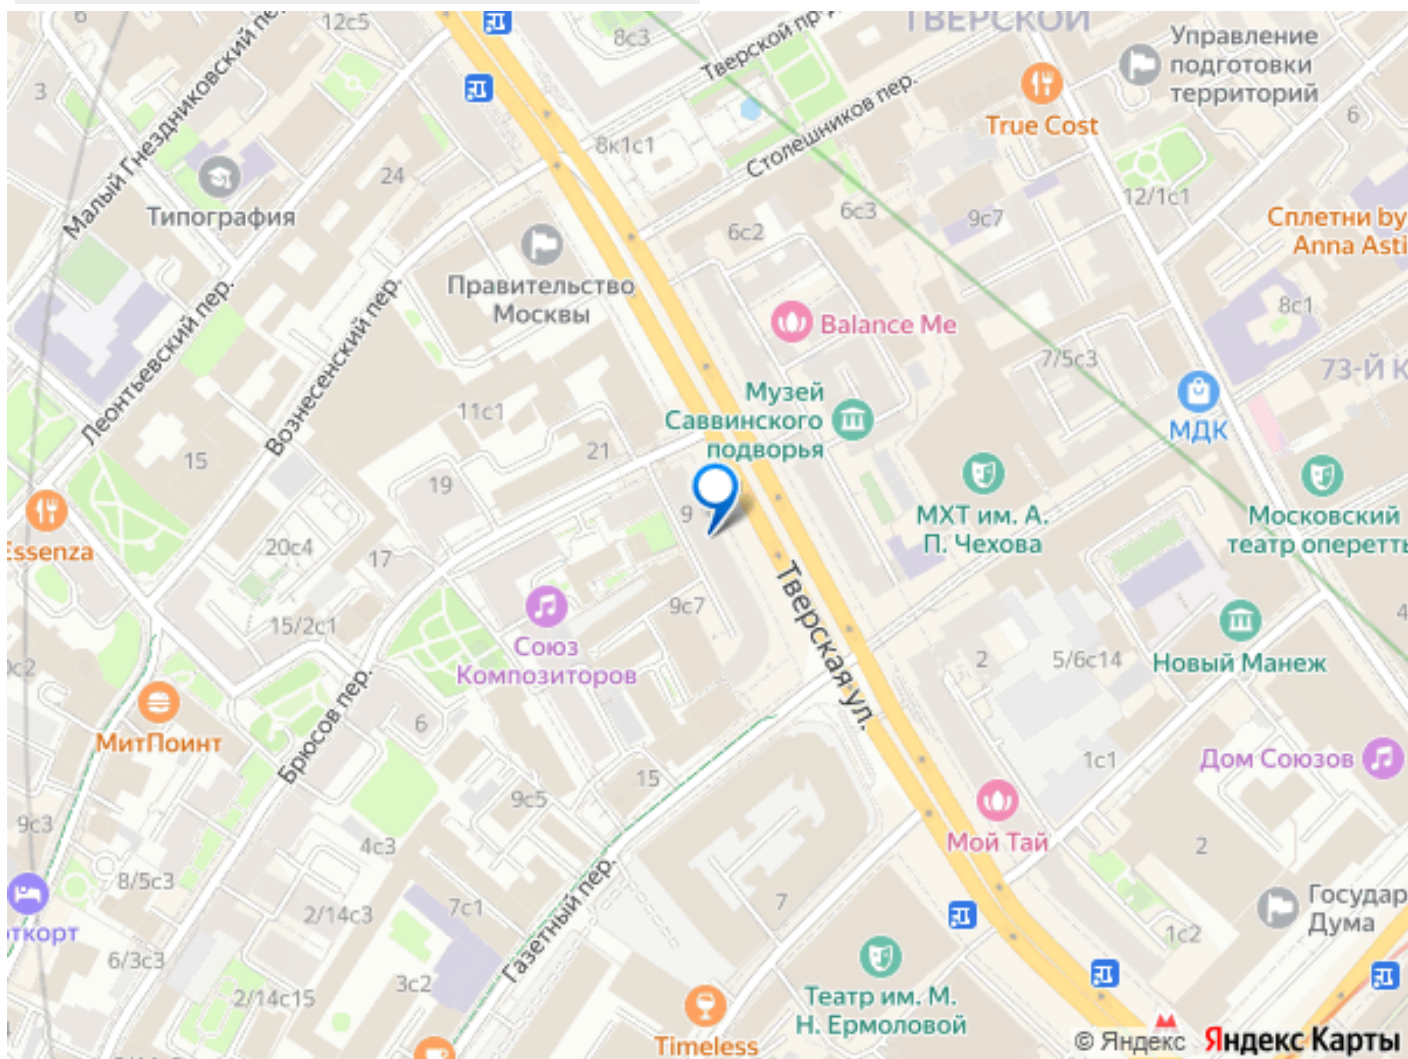 12с5
8с3
ТВЕРСКОЙ
Управление
подготовки
территорий
Тверской пр-д
3
Малый Гнездниковский пер.
True Cost
6
8к1с1
Столешников пер.
24
Типография
12/1с1
6с3
9с7
6с2
Сплетни by
Anna Asti
Правительство
Москвы
8с1
Balance Me
Леонтьевский пер.
Вознесенский пер.
7/5с3
73-Й К
Музей
Саввинского
подворья
11с1
МДК
21
15
19
9
МХТ им. А.
П. Чехова
Московский
театр оперетты
Essenza
20с4
17
Тверская ул.
9с7
15/2с1
Союз
Композиторов
2
5/6с14
Новый Манеж
4
МитПоинт
Брюсов пер.
6
Дом Союзов
1с1
15
9с5
9с3
4с3
Мой Тай
2
8/5с3
7
7с1
2/14с3
Государ
Дума
ткорт
Газетный пер.
1с2
6/3с3
3с2
2/14с15
Театр им. М.
Н. Ермоловой
Timeless
© Яндекс Яндекс Карты